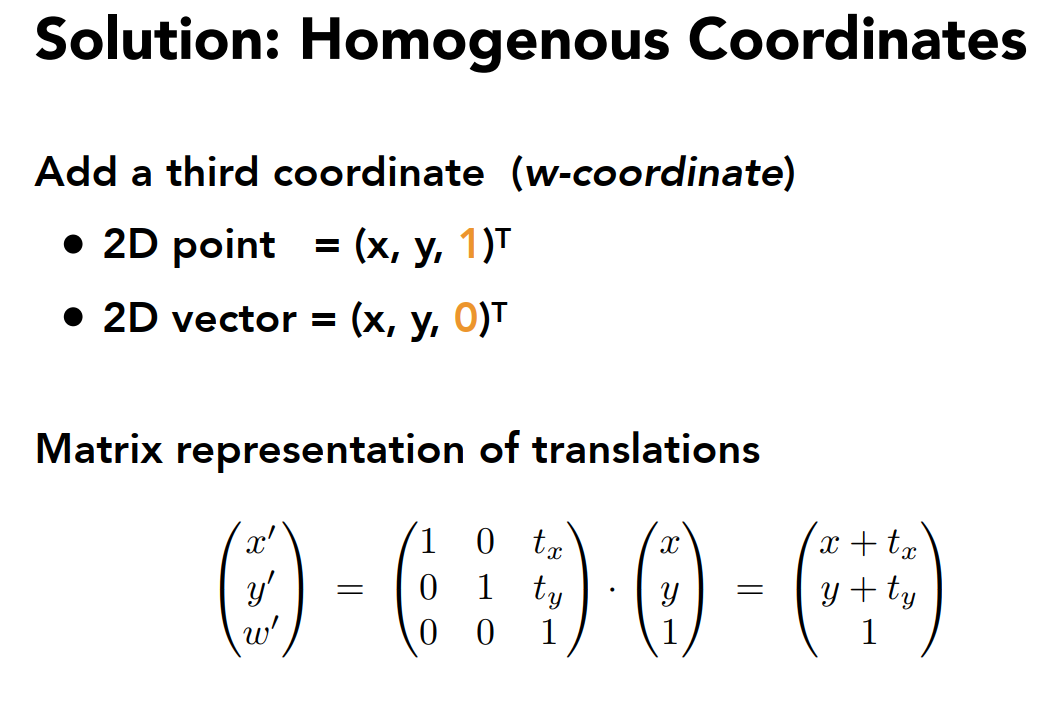 Solution: Homogenous Coordinates
Add a third coordinate (w-coordinate)
• 2D point = (x, y, 1)ᵀ
• 2D vector = (x, y, 0)ᵀ
Matrix representation of translations
$$\begin{pmatrix} x' \\ y' \\ w' \end{pmatrix} = \begin{pmatrix} 1 & 0 & t_x \\ 0 & 1 & t_y \\ 0 & 0 & 1 \end{pmatrix} \cdot \begin{pmatrix} x \\ y \\ 1 \end{pmatrix} = \begin{pmatrix} x + t_x \\ y + t_y \\ 1 \end{pmatrix}$$